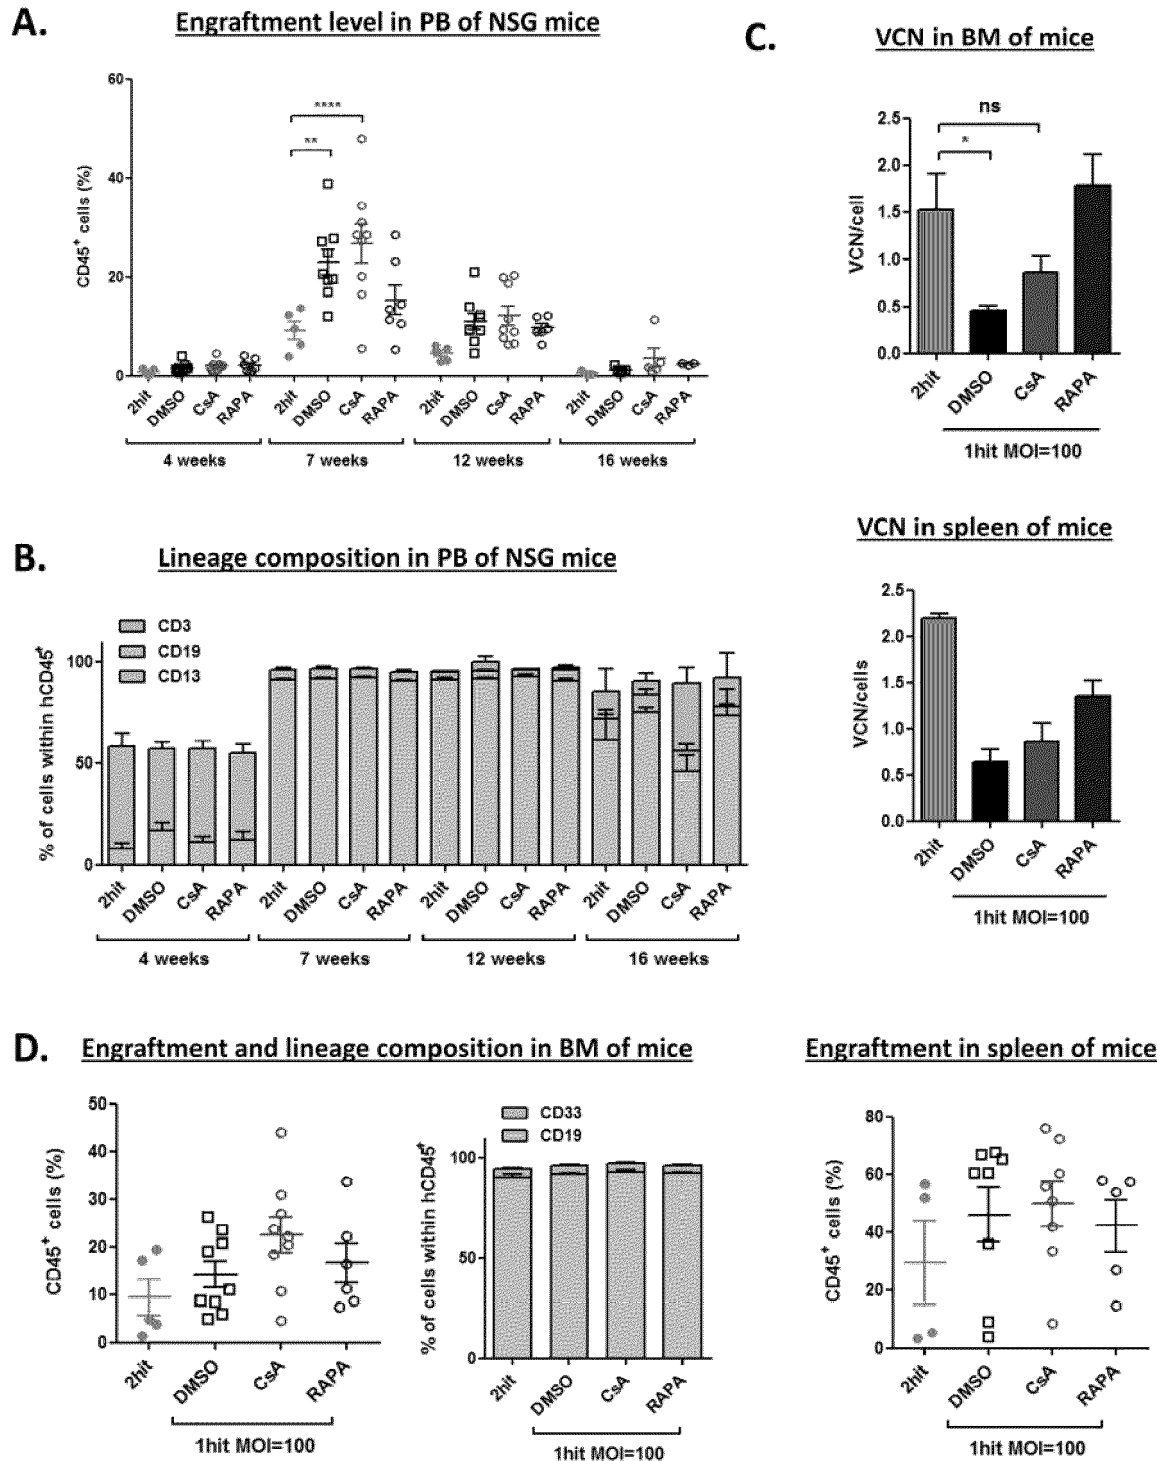 A.
Engraftment level in PB of NSG mice
60
40
20
0
CD45+ cells (%)
****
**
2hit DMSO CsA RAPA 2hit DMSO CsA RAPA 2hit DMSO CsA RAPA 2hit DMSO CsA RAPA
4 weeks 7 weeks 12 weeks 16 weeks
C.
VCN in BM of mice
ns
*
2.5
2.0
1.5
1.0
0.5
0.0
VCN/cell
2hit DMSO CsA RAPA
1hit MOI=100
VCN in spleen of mice
2.5
2.0
1.5
1.0
0.5
0.0
VCN/cells
2hit DMSO CsA RAPA
1hit MOI=100
B.
Lineage composition in PB of NSG mice
CD3
CD19
CD13
100
50
0
% of cells within hCD45+
2hit DMSO CsA RAPA 2hit DMSO CsA RAPA 2hit DMSO CsA RAPA 2hit DMSO CsA RAPA
4 weeks 7 weeks 12 weeks 16 weeks
D.
Engraftment and lineage composition in BM of mice
50
40
30
20
10
0
CD45+ cells (%)
2hit DMSO CsA RAPA
1hit MOI=100
CD33
CD19
100
50
0
% of cells within hCD45+
2hit DMSO CsA RAPA
1hit MOI=100
Engraftment in spleen of mice
80
60
40
20
0
CD45+ cells (%)
2hit DMSO CsA RAPA
1hit MOI=100